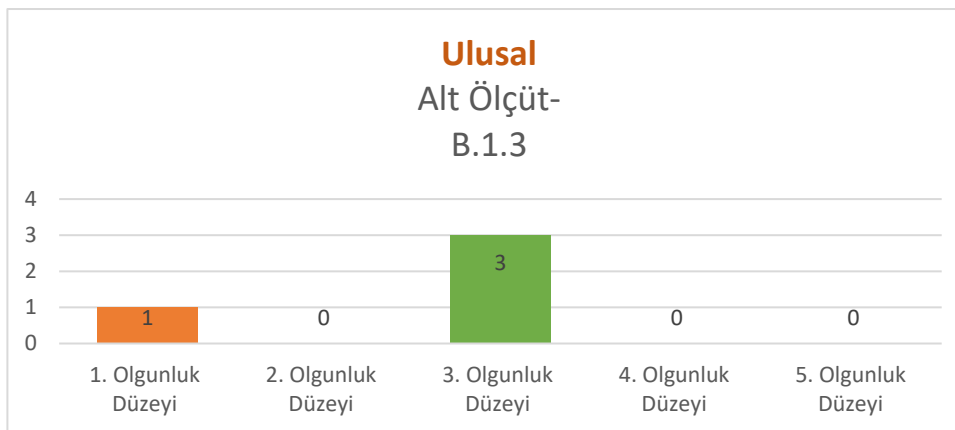 Ulusal
Alt Ölçüt-
B.1.3
4
3
2
1
0
1
0
3
0
0
1. Olgunluk
Düzeyi
2. Olgunluk
Düzeyi
3. Olgunluk
Düzeyi
4. Olgunluk
Düzeyi
5. Olgunluk
Düzeyi